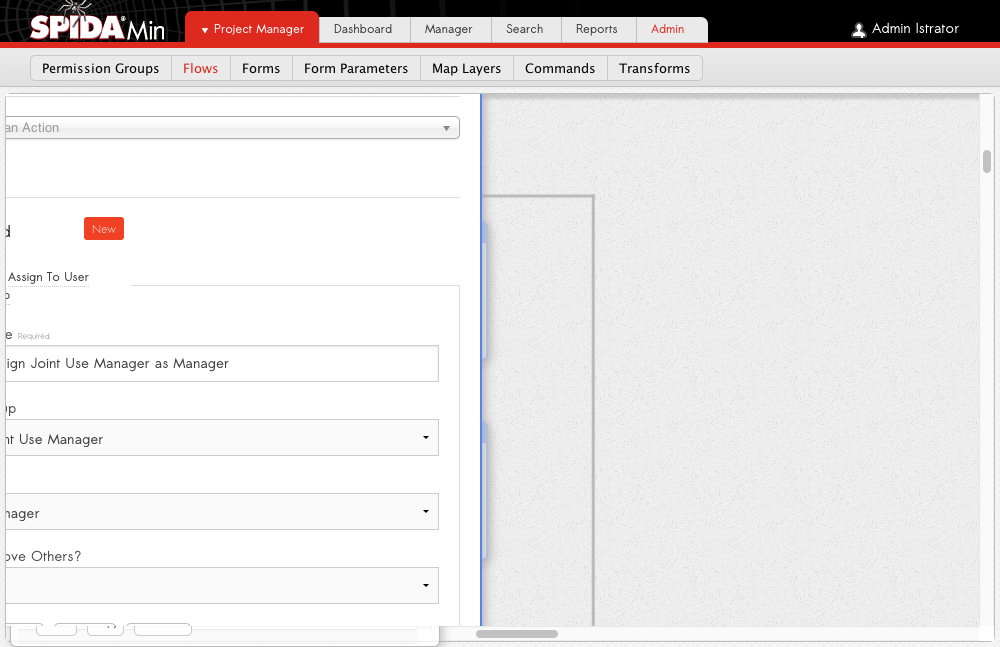 SPIDA® Min
▼ Project Manager
Dashboard
Manager
Search
Reports
Admin
Admin Istrator
Permission Groups
Flows
Forms
Form Parameters
Map Layers
Commands
Transforms
an Action
d
New
Assign To User
e Required
ign Joint Use Manager as Manager
up
nt Use Manager
nager
ove Others?